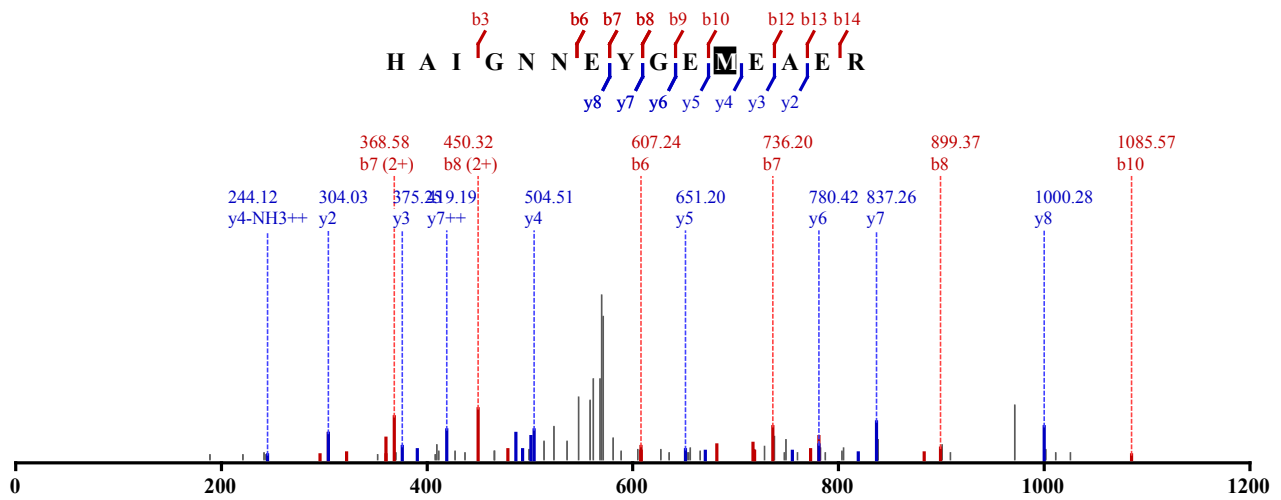 b3 b6 b7 b8 b9 b10 b12 b13 b14
H A I G N N E Y G E M E A E R
y8 y7 y6 y5 y4 y3 y2
368.58 450.32 607.24 736.20 899.37 1085.57
b7 (2+) b8 (2+) b6 b7 b8 b10
244.12 304.03 375.25 419.19 504.51 651.20 780.42 837.26 1000.28
y4-NH3++ y2 y3 y7++ y4 y5 y6 y7 y8
0 200 400 600 800 1000 1200